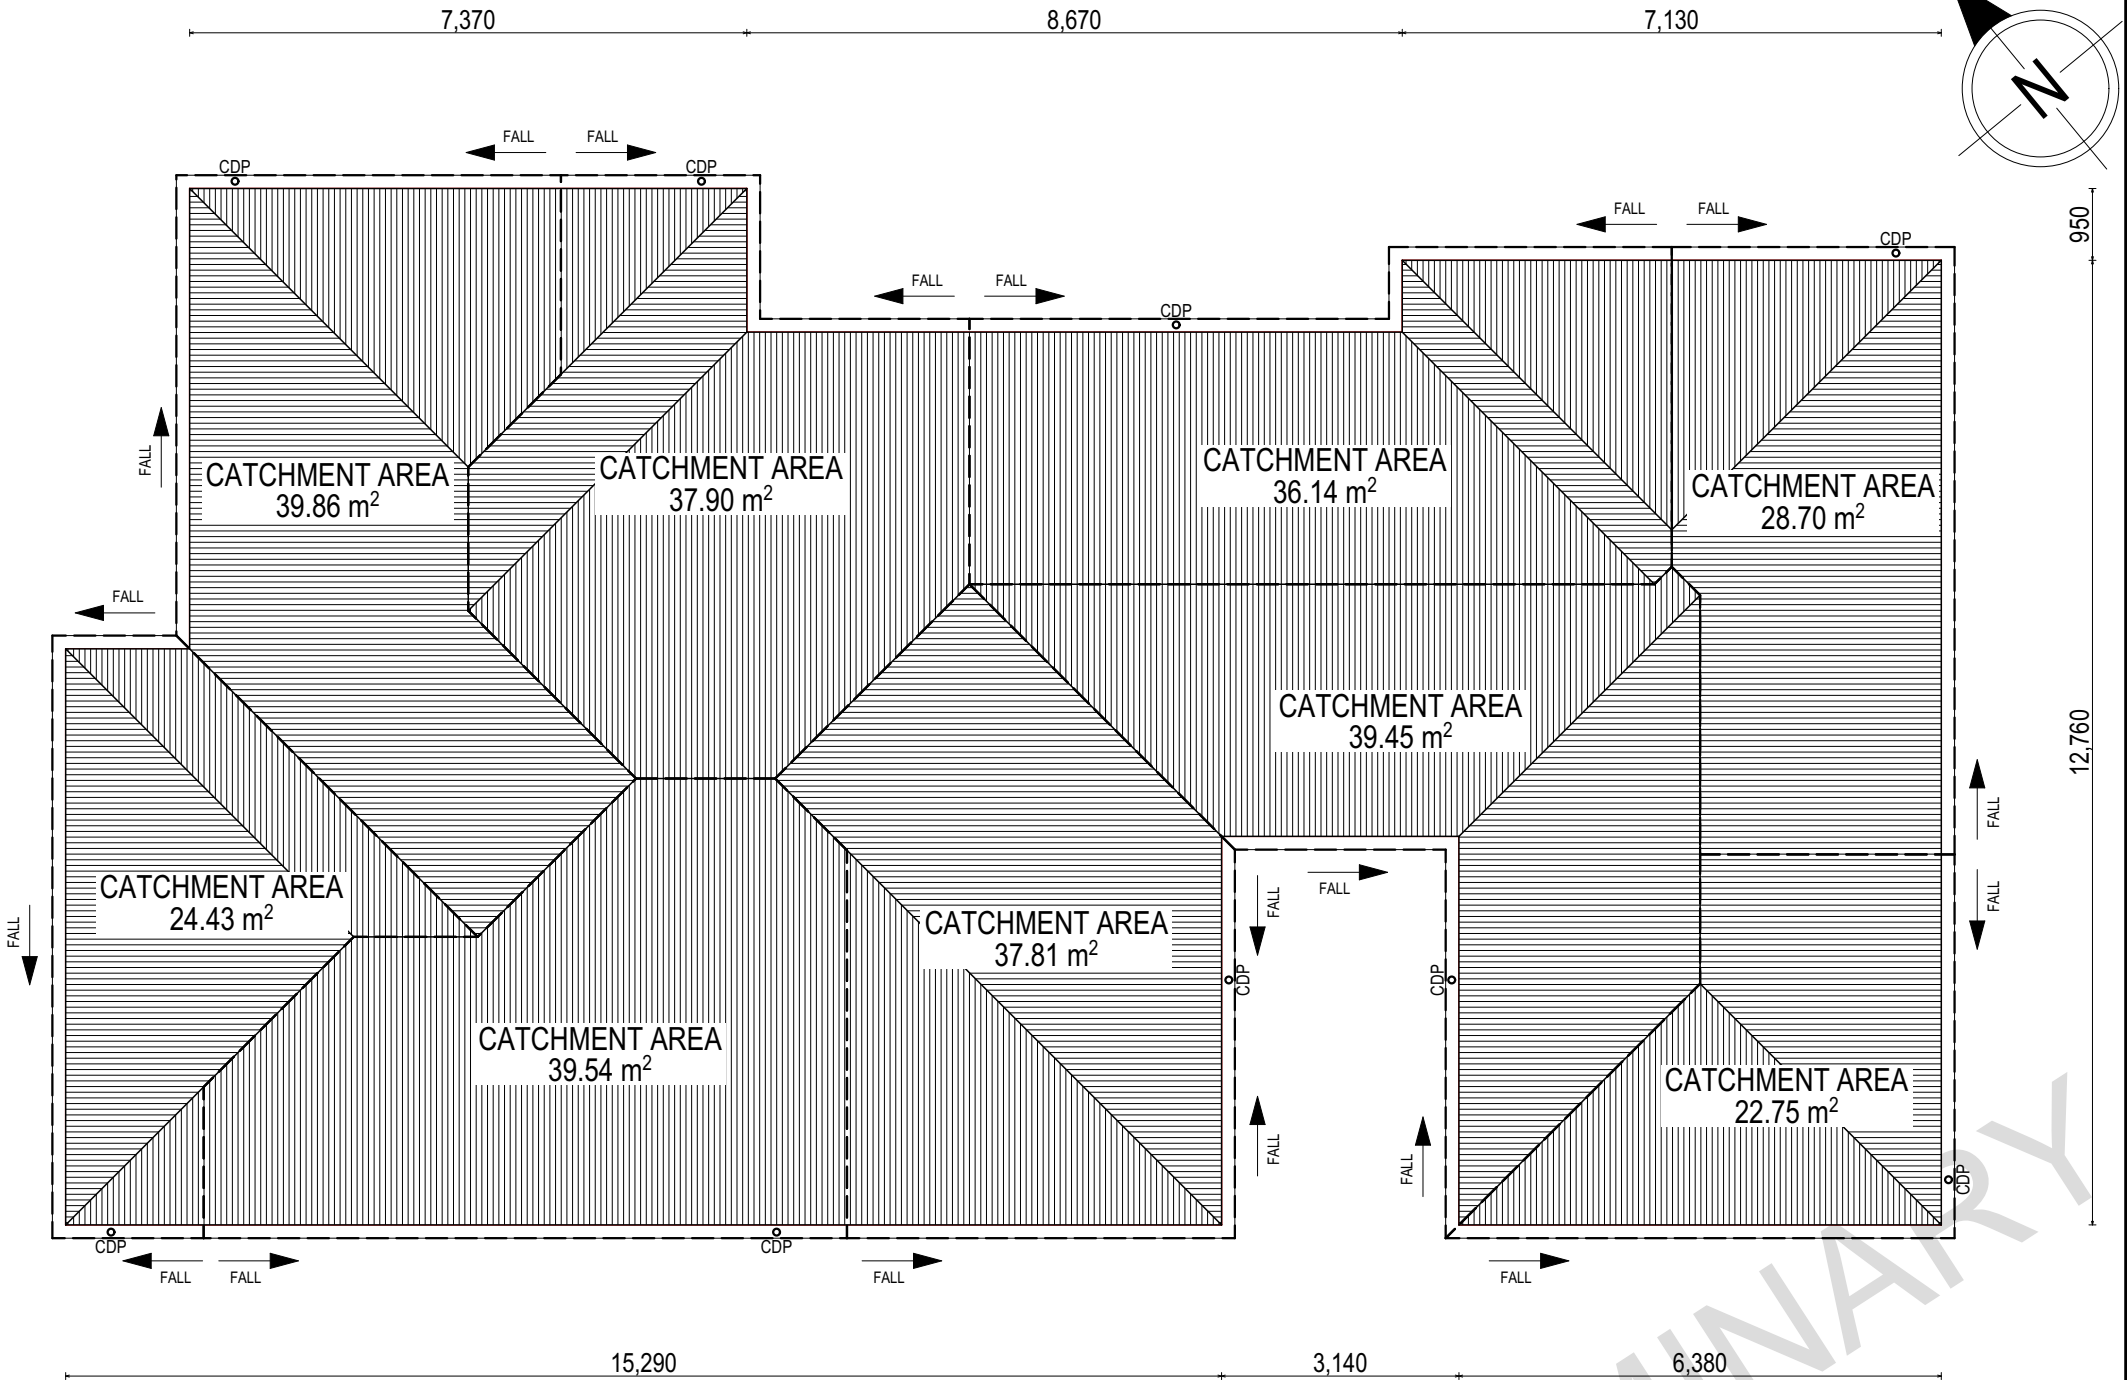 7,370
8,670
7,130
N
FALL
FALL
CDP
CDP
FALL
FALL
950
CDP
FALL
FALL
CDP
FALL
CATCHMENT AREA
39.86 m²
CATCHMENT AREA
37.90 m²
CATCHMENT AREA
36.14 m²
CATCHMENT AREA
28.70 m²
FALL
CATCHMENT AREA
39.45 m²
12,760
FALL
CATCHMENT AREA
24.43 m²
FALL
FALL
FALL
FALL
CATCHMENT AREA
37.81 m²
CDP
CDP
CATCHMENT AREA
39.54 m²
CATCHMENT AREA
22.75 m²
FALL
FALL
CDP
CDP
CDP
FALL
FALL
FALL
FALL
MINARY
15,290
3,140
6,380